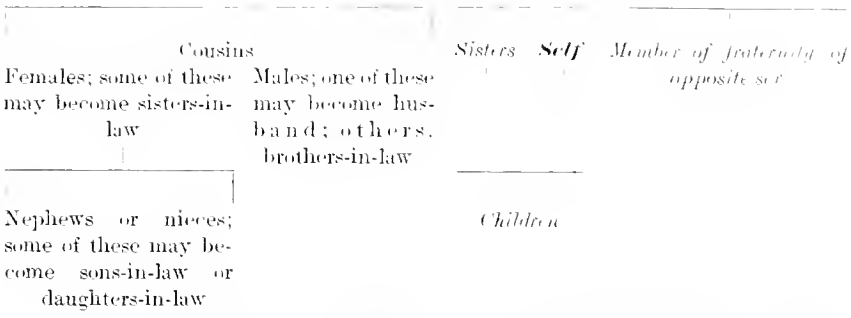 Cousins
Sisters Self Member of fraternity of
opposite sex
Females; some of these
may become sisters-in-
law
Males; one of these
may become hus-
band; others,
brothers-in-law
Nephews or nieces;
some of these may be-
come sons-in-law or
daughters-in-law
Children